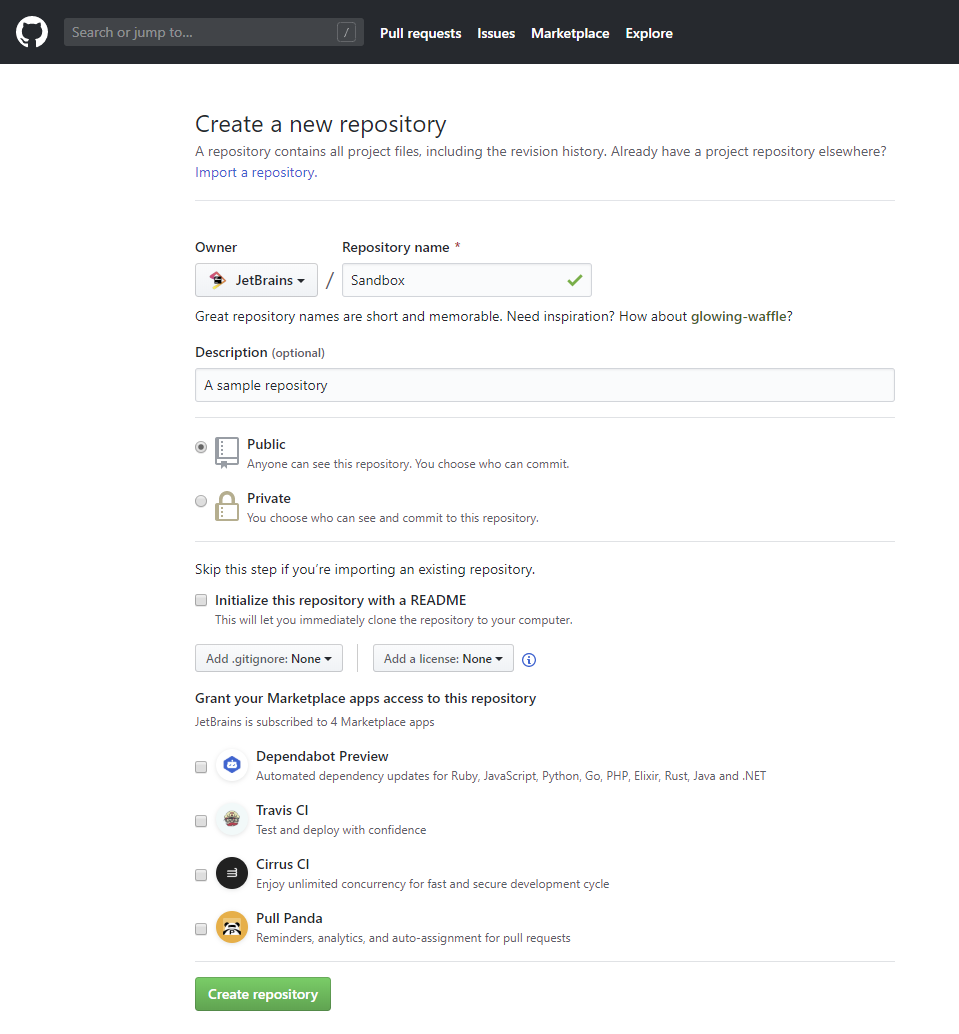 Search or jump to... /
Pull requests Issues Marketplace Explore
Create a new repository
A repository contains all project files, including the revision history. Already have a project repository elsewhere?
Import a repository.
Owner Repository name *
JetBrains / Sandbox
Great repository names are short and memorable. Need inspiration? How about glowing-waffle?
Description (optional)
A sample repository
Public
Anyone can see this repository. You choose who can commit.
Private
You choose who can see and commit to this repository.
Skip this step if you’re importing an existing repository.
Initialize this repository with a README
This will let you immediately clone the repository to your computer.
Add .gitignore: None Add a license: None
Grant your Marketplace apps access to this repository
JetBrains is subscribed to 4 Marketplace apps
Dependabot Preview
Automated dependency updates for Ruby, JavaScript, Python, Go, PHP, Elixir, Rust, Java and .NET
Travis CI
Test and deploy with confidence
Cirrus CI
Enjoy unlimited concurrency for fast and secure development cycle
Pull Panda
Reminders, analytics, and auto-assignment for pull requests
Create repository